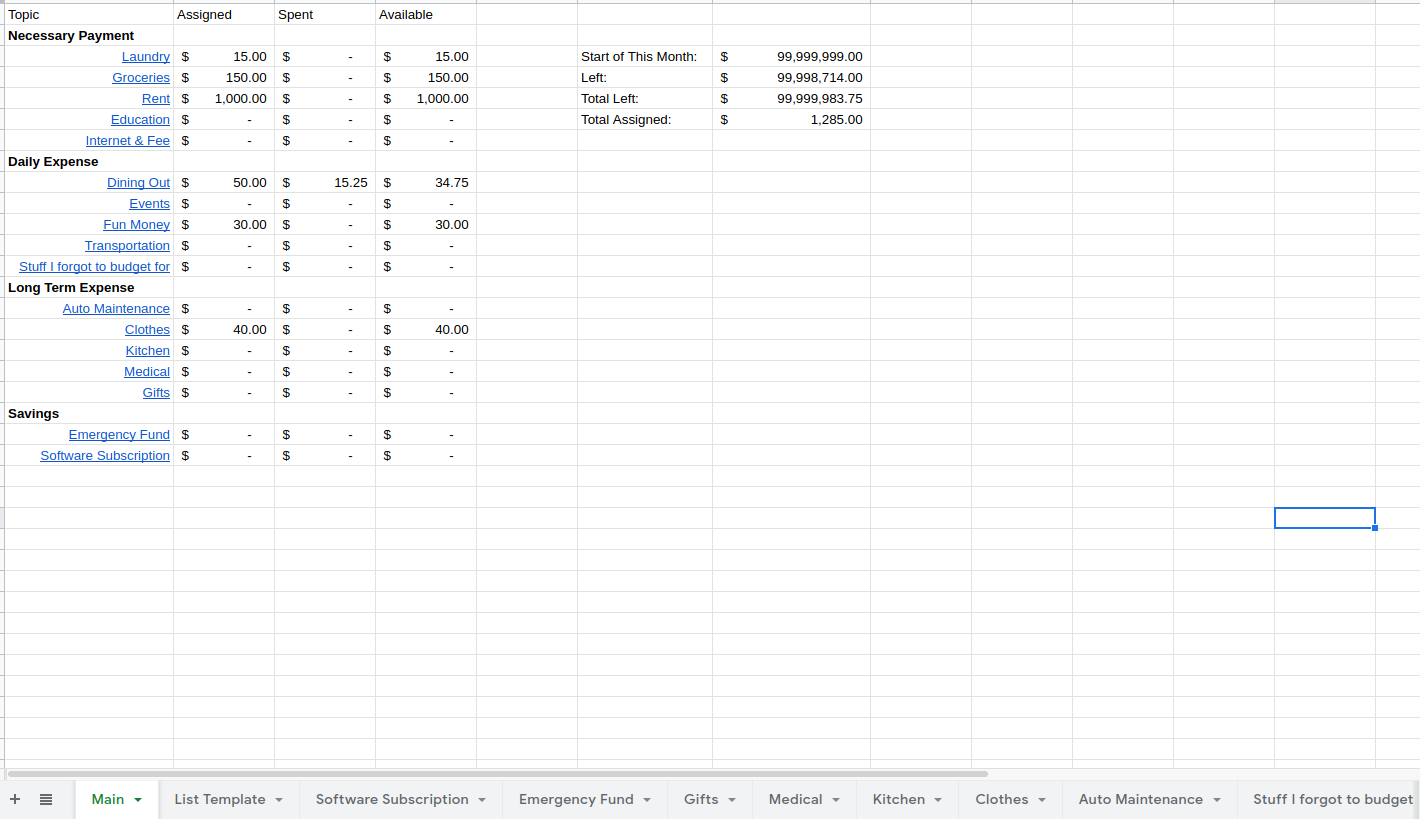 Topic Assigned Spent Available
Necessary Payment
Laundry $ 15.00 $ - $ 15.00 Start of This Month: $ 99,999,999.00
Groceries $ 150.00 $ - $ 150.00 Left: $ 99,998,714.00
Rent $ 1,000.00 $ - $ 1,000.00 Total Left: $ 99,999,983.75
Education $ - $ - $ - Total Assigned: $ 1,285.00
Internet & Fee $ - $ - $ -
Daily Expense
Dining Out $ 50.00 $ 15.25 $ 34.75
Events $ - $ - $ -
Fun Money $ 30.00 $ - $ 30.00
Transportation $ - $ - $ -
Stuff I forgot to budget for $ - $ - $ -
Long Term Expense
Auto Maintenance $ - $ - $ -
Clothes $ 40.00 $ - $ 40.00
Kitchen $ - $ - $ -
Medical $ - $ - $ -
Gifts $ - $ - $ -
Savings
Emergency Fund $ - $ - $ -
Software Subscription $ - $ - $ -
Main List Template Software Subscription Emergency Fund Gifts Medical Kitchen Clothes Auto Maintenance Stuff I forgot to budget